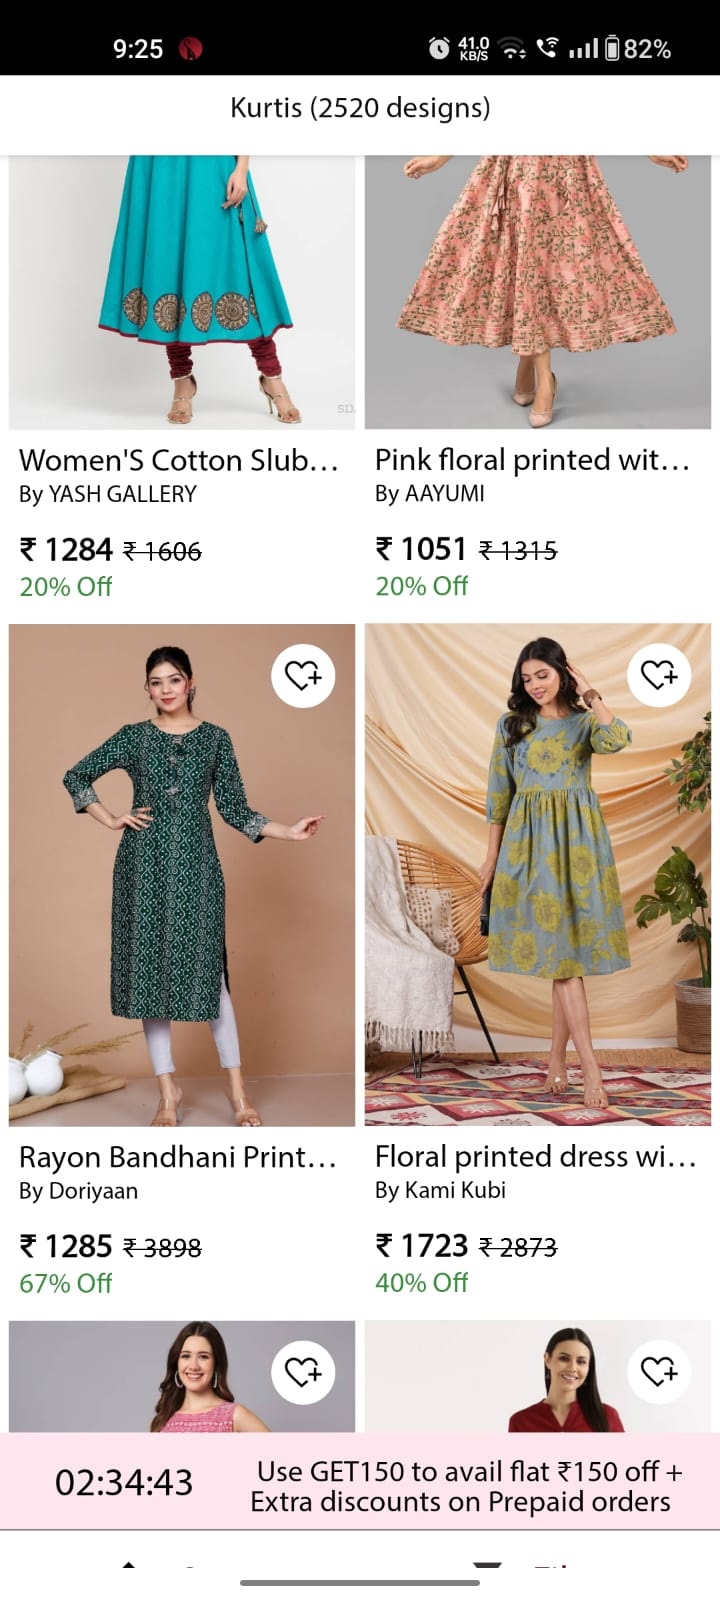 9:25
41.0
KB/S
82%
Kurtis (2520 designs)
Women'S Cotton Slub...
By YASH GALLERY
₹ 1284 ₹ 1606
20% Off
Pink floral printed wit...
By AAYUMI
₹ 1051 ₹ 1315
20% Off
Rayon Bandhani Print...
By Doriyaan
₹ 1285 ₹ 3898
67% Off
Floral printed dress wi...
By Kami Kubi
₹ 1723 ₹ 2873
40% Off
02:34:43
Use GET150 to avail flat ₹150 off +
Extra discounts on Prepaid orders